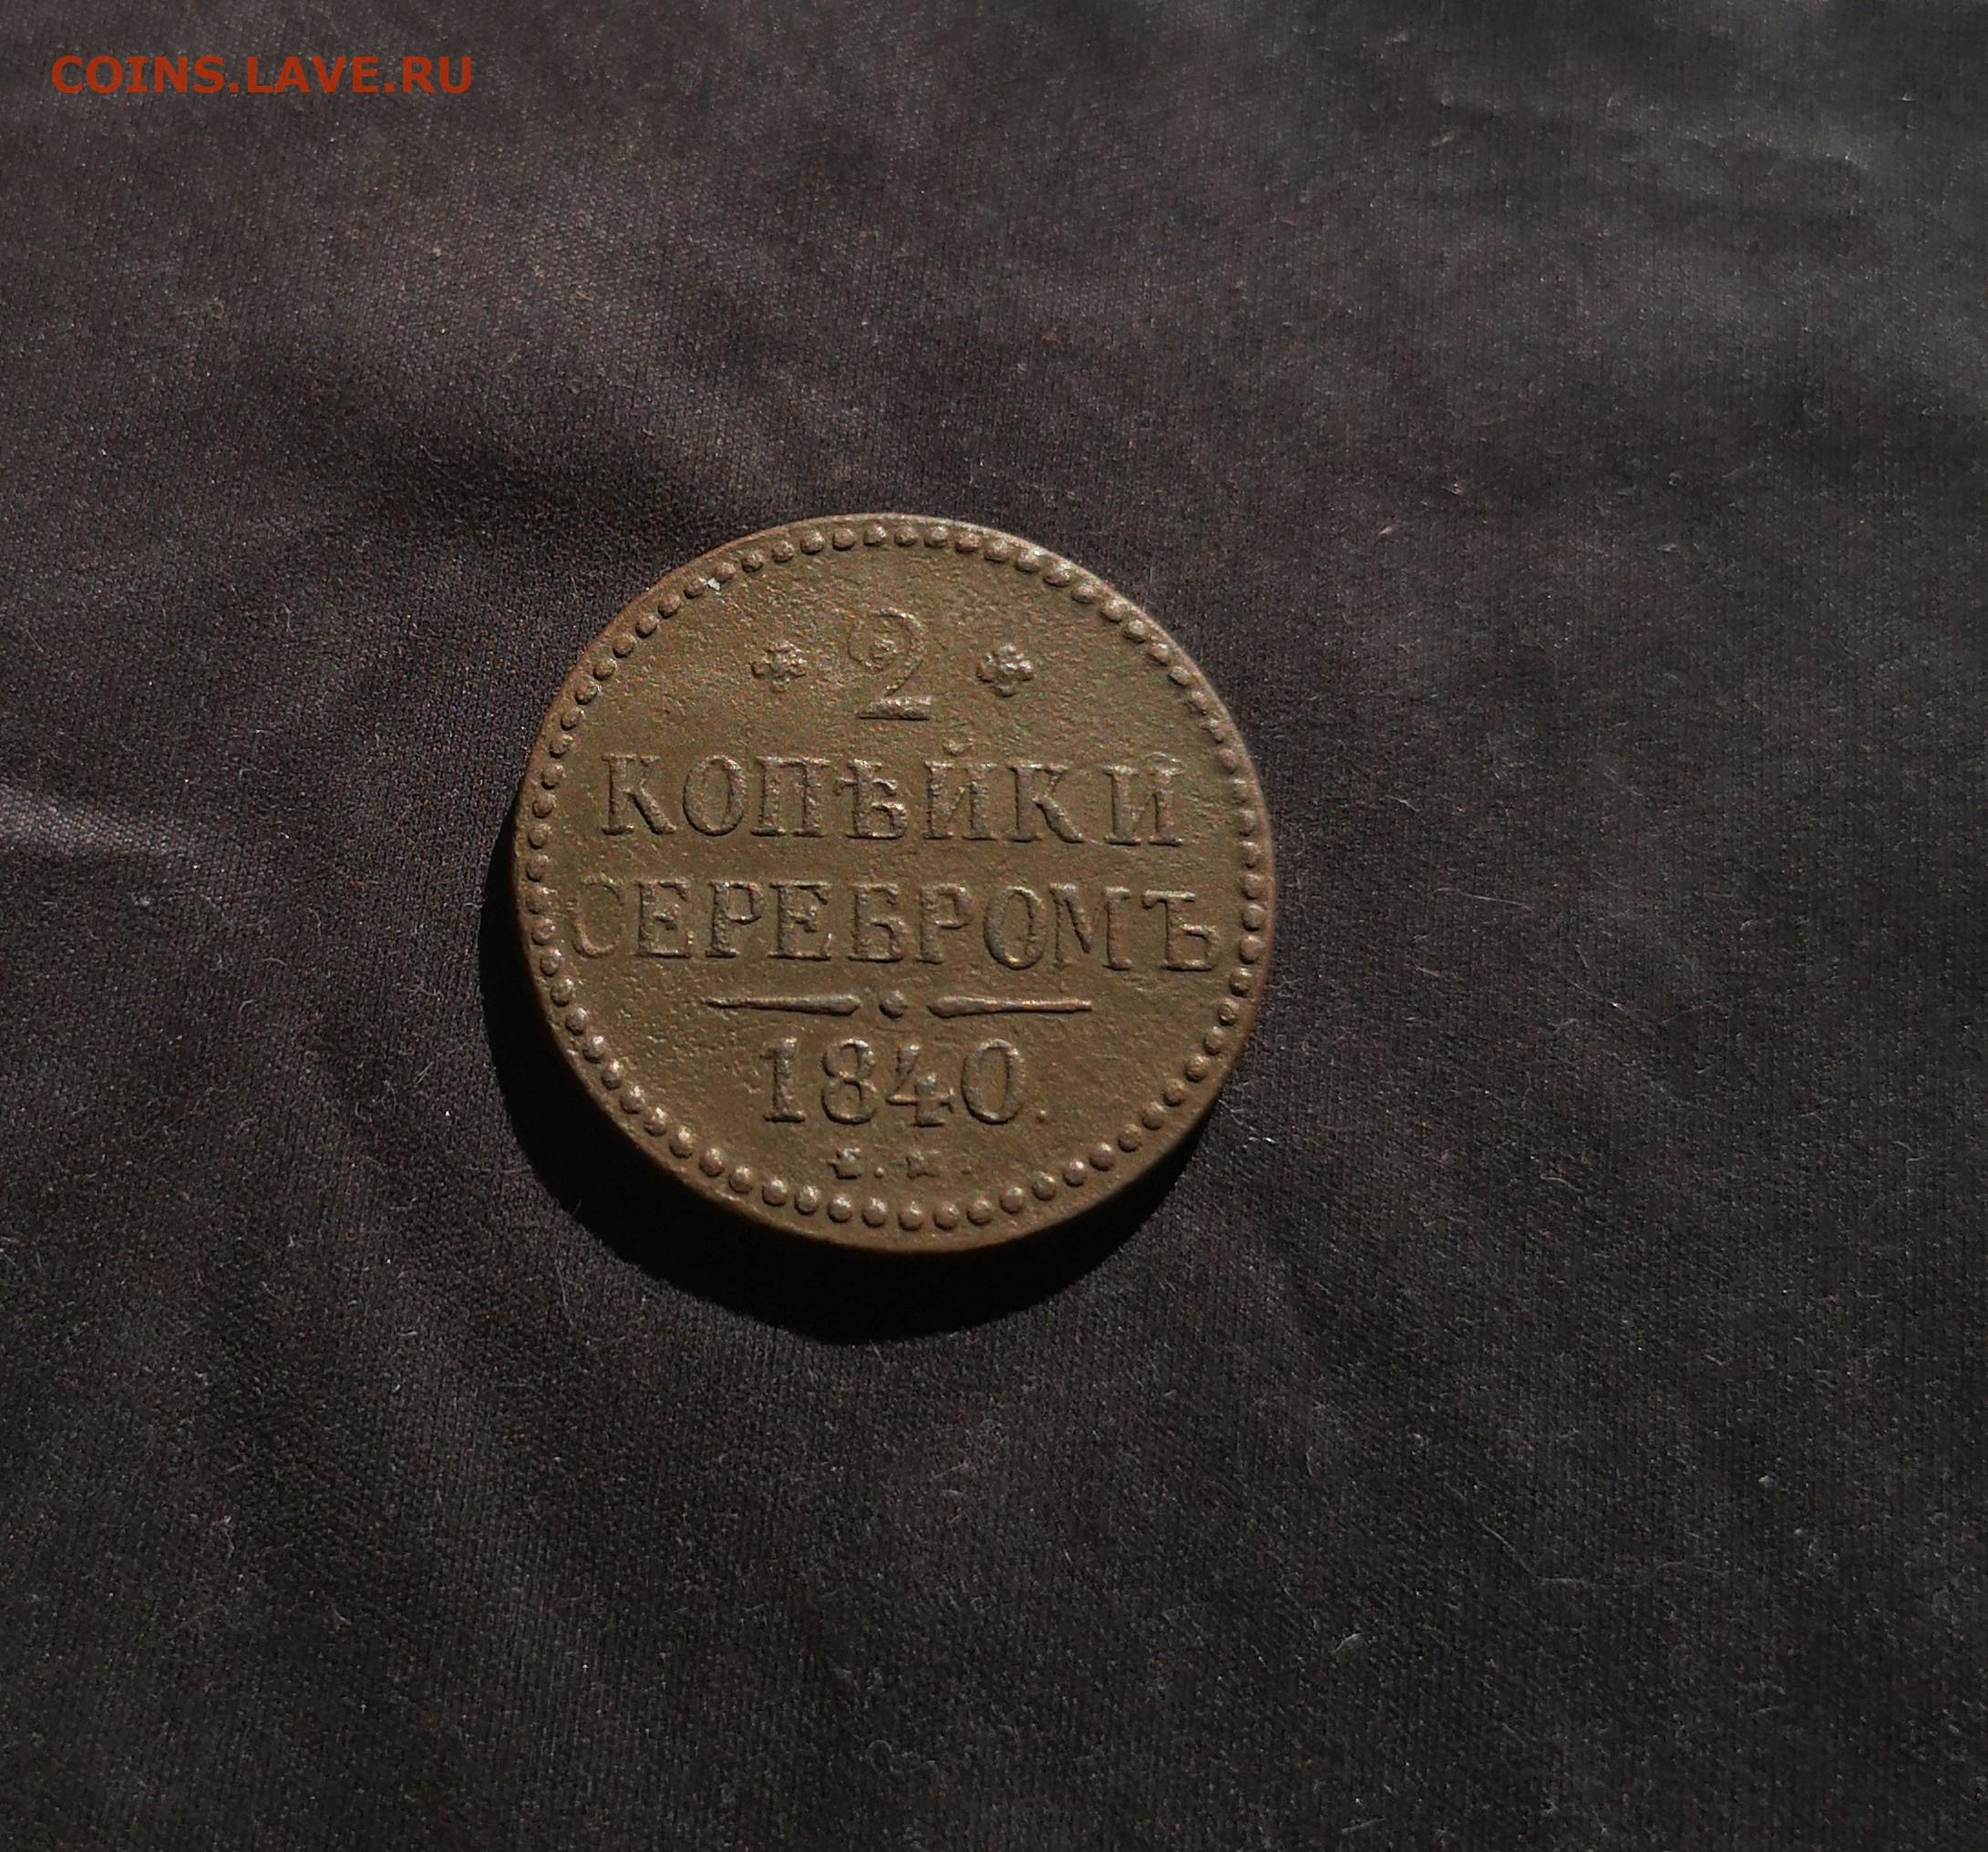 COINS.LAVE.RU
2
КОПѢЙКИ
СЕРЕБРОМЪ
1840.